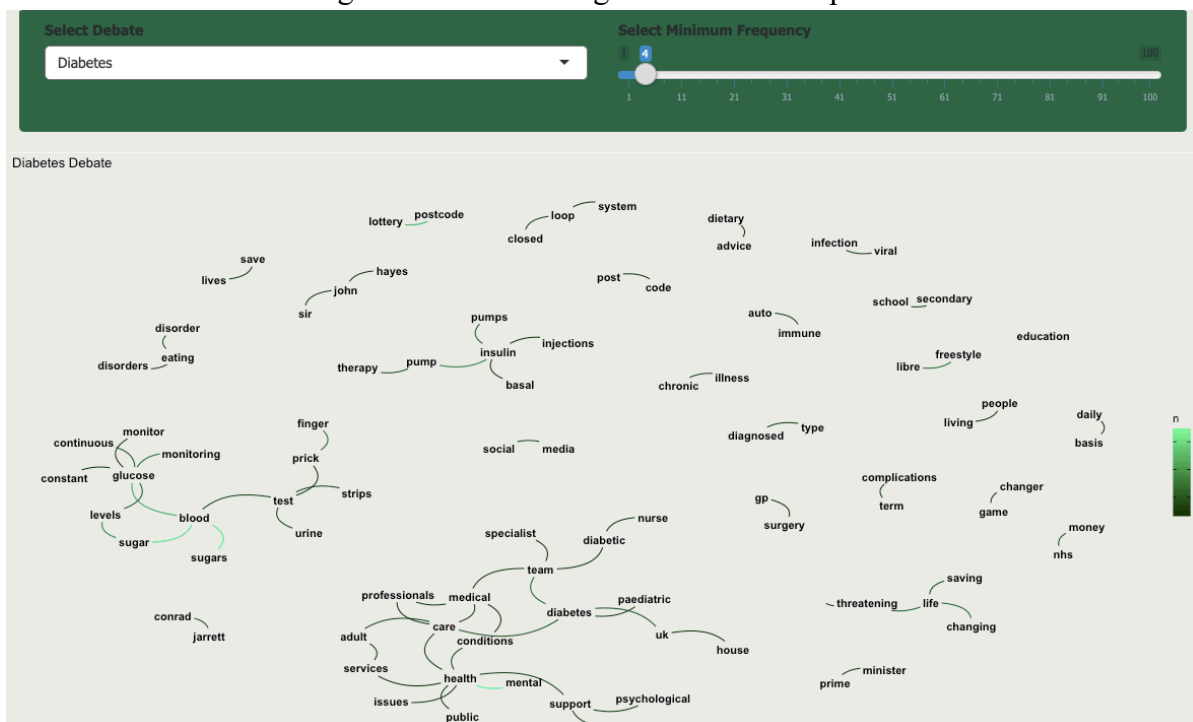 Select Debate
Select Minimum Frequency
Diabetes
1 4 100
1 11 21 31 41 51 61 71 81 91 100
Diabetes Debate
system
postcode
loop
lottery
dietary
closed
advice
infection
viral
save
hayes
post
lives
john
code
school secondary
sir
auto
pumps
disorder
immune
education
injections
insulin
freestyle
eating
pump
disorders
therapy
libre
basal
illness
chronic
people
daily
finger
living
type
monitor
diagnosed
continuous
basis
social media
monitoring
prick
n
glucose
complications
constant
changer
strips
gp
test
term
game
levels
blood
nurse
surgery
money
urine
specialist
sugar
diabetic
nhs
sugars
team
saving
professionals
medical
paediatric
threatening life
diabetes
conrad
care
changing
adult
uk
jarrett
conditions
house
services
minister
health
mental
prime
issues
psychological
support
public